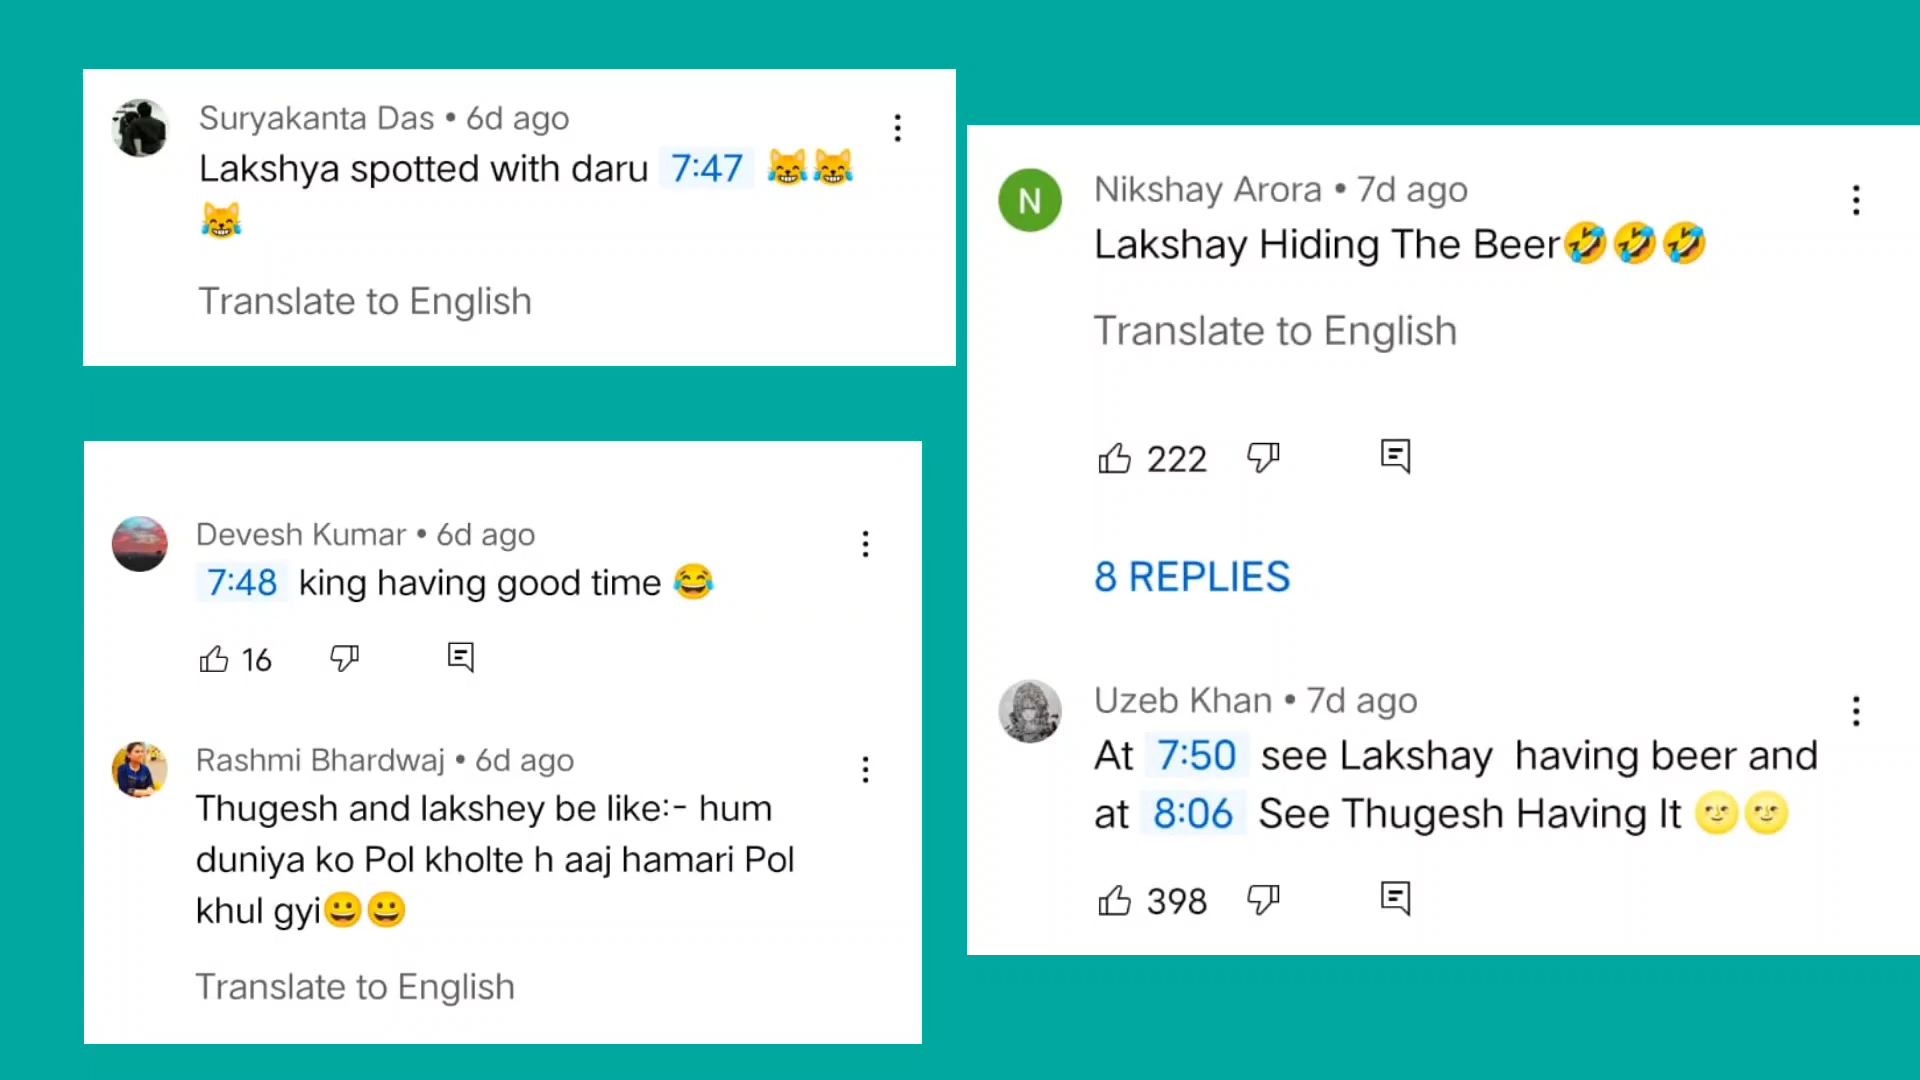 Suryakanta Das • 6d ago
Lakshya spotted with daru 7:47 😹😹
😹
Translate to English
Devesh Kumar • 6d ago
7:48 king having good time 😂
16
Rashmi Bhardwaj • 6d ago
Thugesh and lakshey be like:- hum
duniya ko Pol kholte h aaj hamari Pol
khul gyi😀😀
Translate to English
N
Nikshay Arora • 7d ago
Lakshay Hiding The Beer🤣🤣🤣
Translate to English
222
8 REPLIES
Uzeb Khan • 7d ago
At 7:50 see Lakshay having beer and
at 8:06 See Thugesh Having It 🌝🌝
398